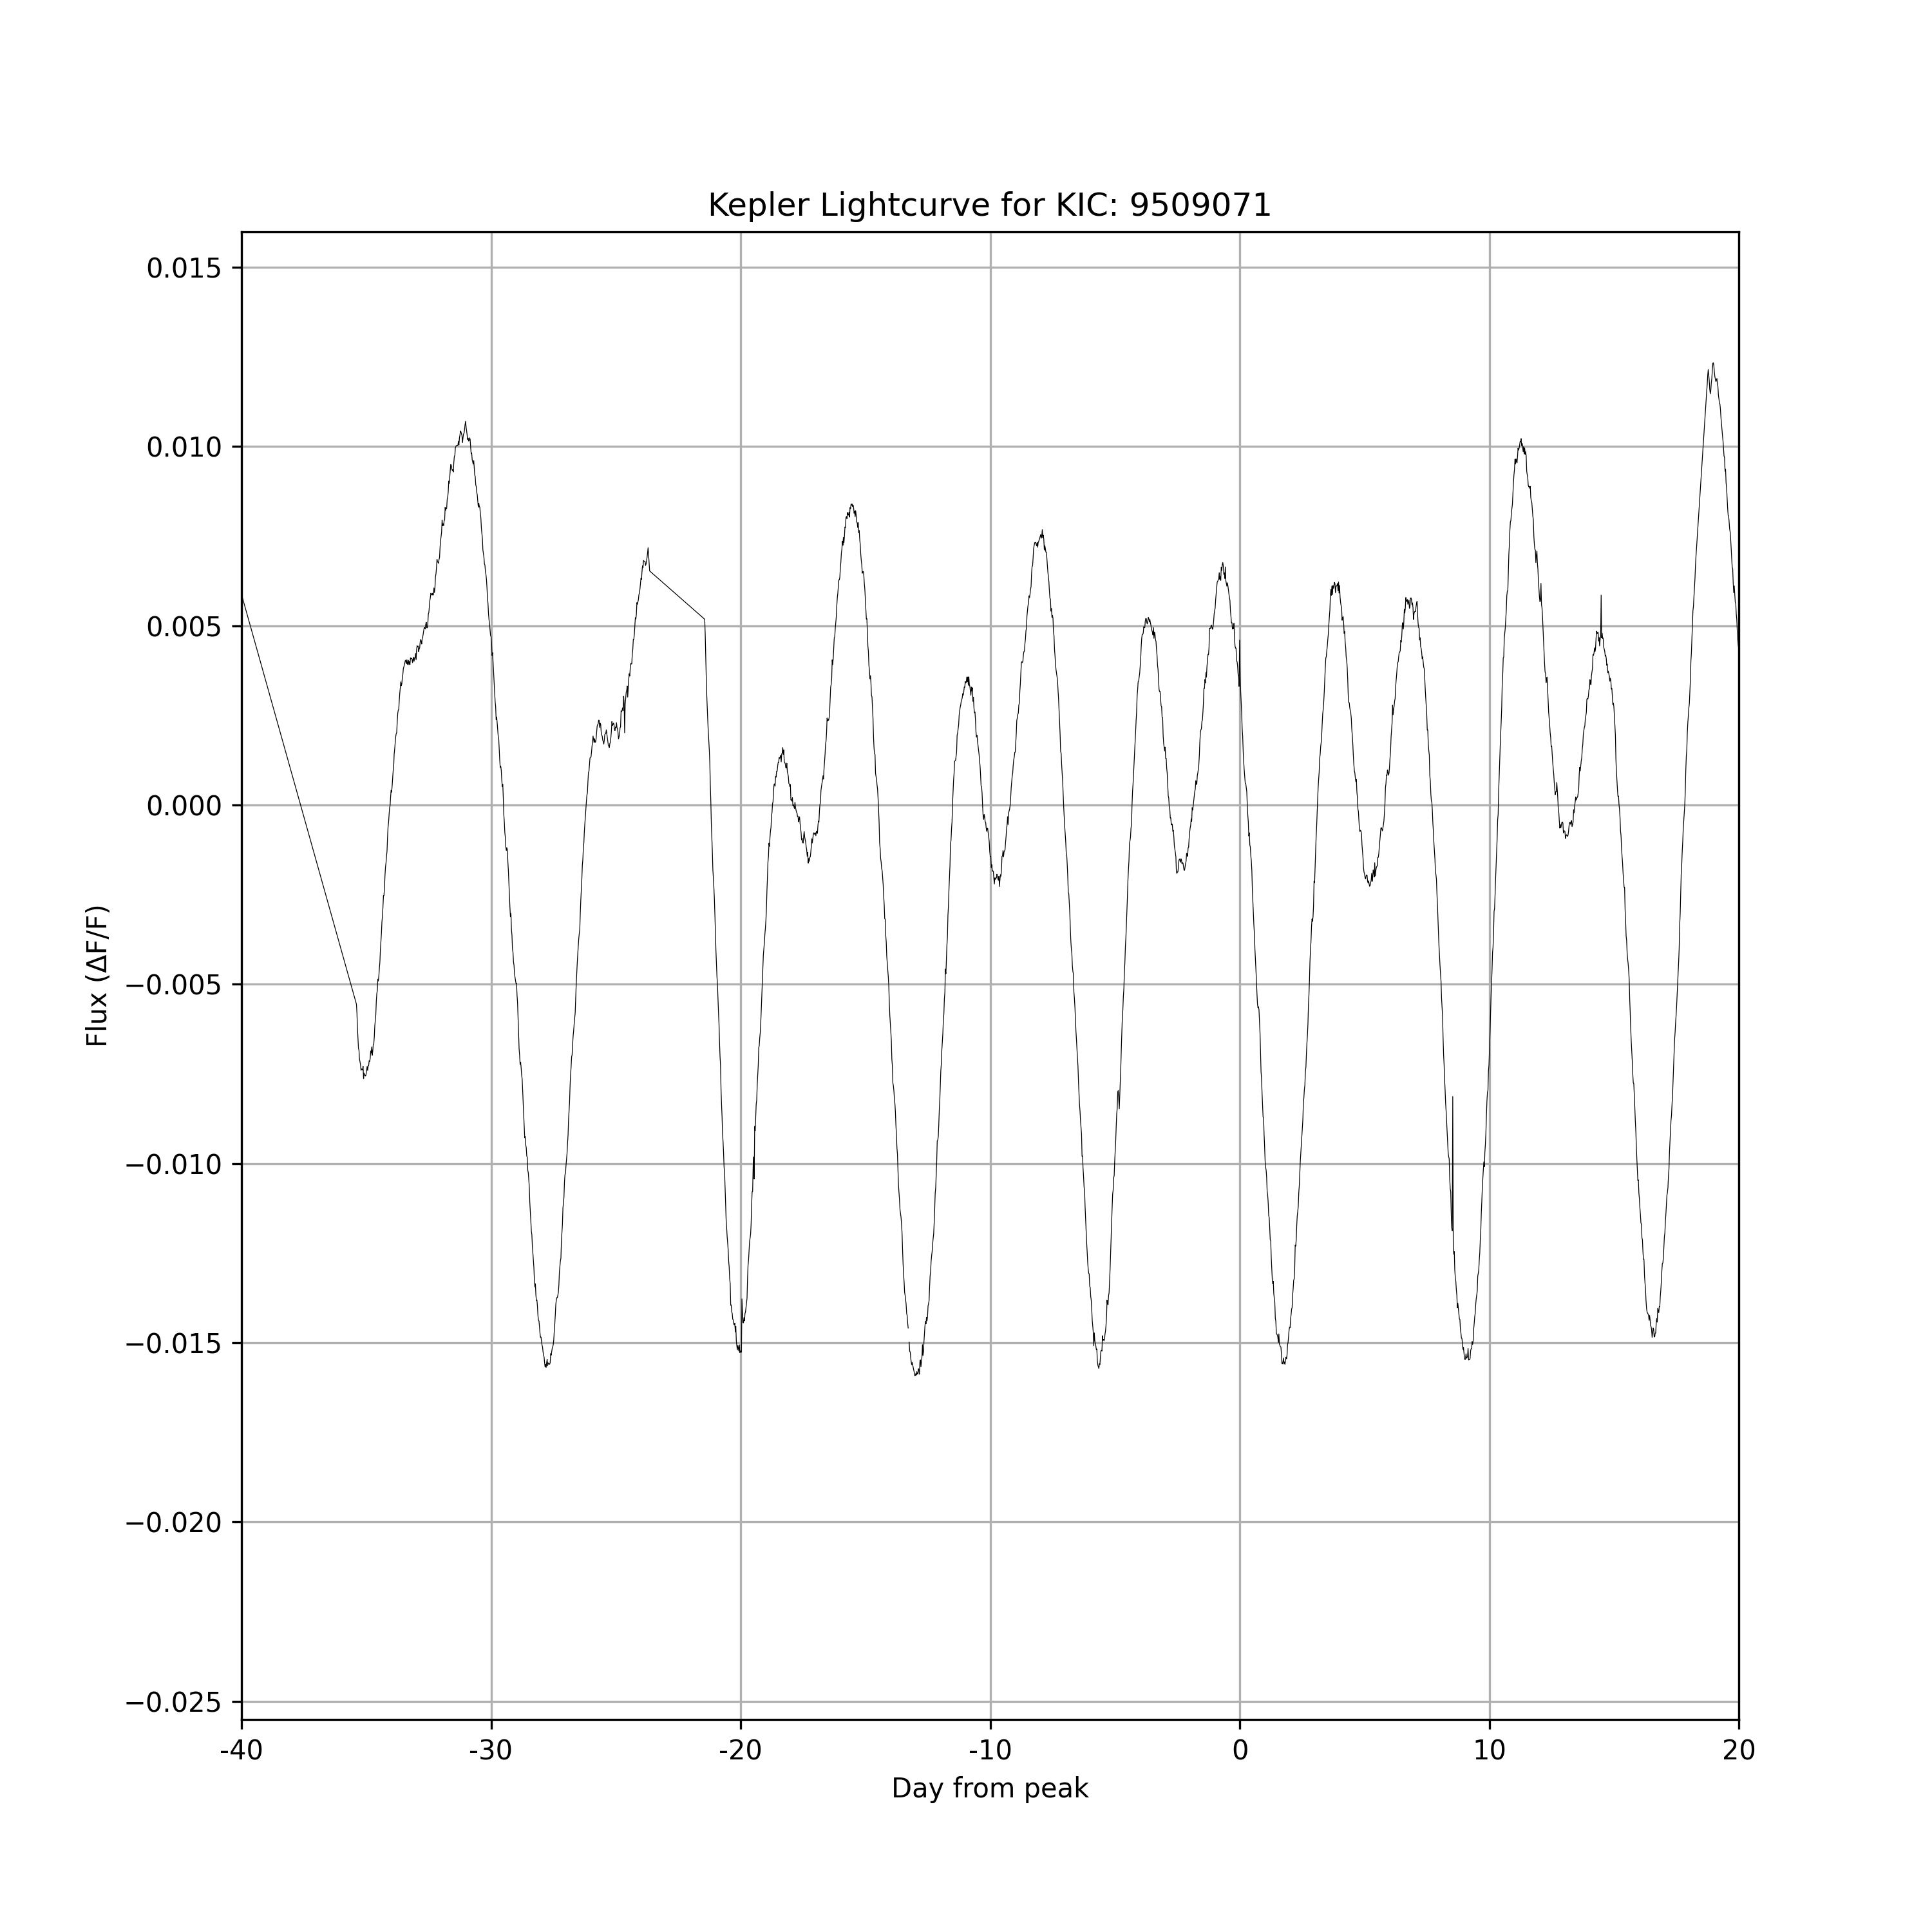 Kepler Lightcurve for KIC: 9509071
0.015
0.010
0.005
0.000
−0.005
−0.010
−0.015
−0.020
−0.025
Flux (ΔF/F)
-40 -30 -20 -10 0 10 20
Day from peak